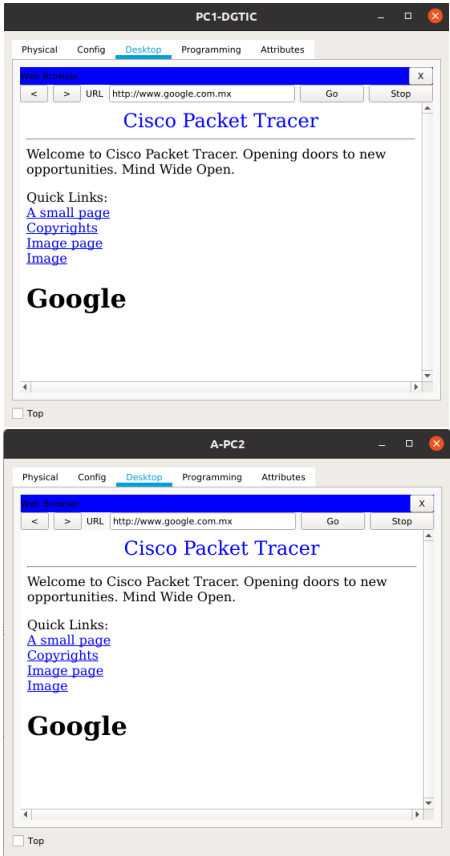 PC1-DGTIC
Physical Config Desktop Programming Attributes
Web Browser X
< > URL http://www.google.com.mx Go Stop
Cisco Packet Tracer
Welcome to Cisco Packet Tracer. Opening doors to new
opportunities. Mind Wide Open.
Quick Links:
A small page
Copyrights
Image page
Image
Google
Top
A-PC2
Physical Config Desktop Programming Attributes
Web Browser X
< > URL http://www.google.com.mx Go Stop
Cisco Packet Tracer
Welcome to Cisco Packet Tracer. Opening doors to new
opportunities. Mind Wide Open.
Quick Links:
A small page
Copyrights
Image page
Image
Google
Top